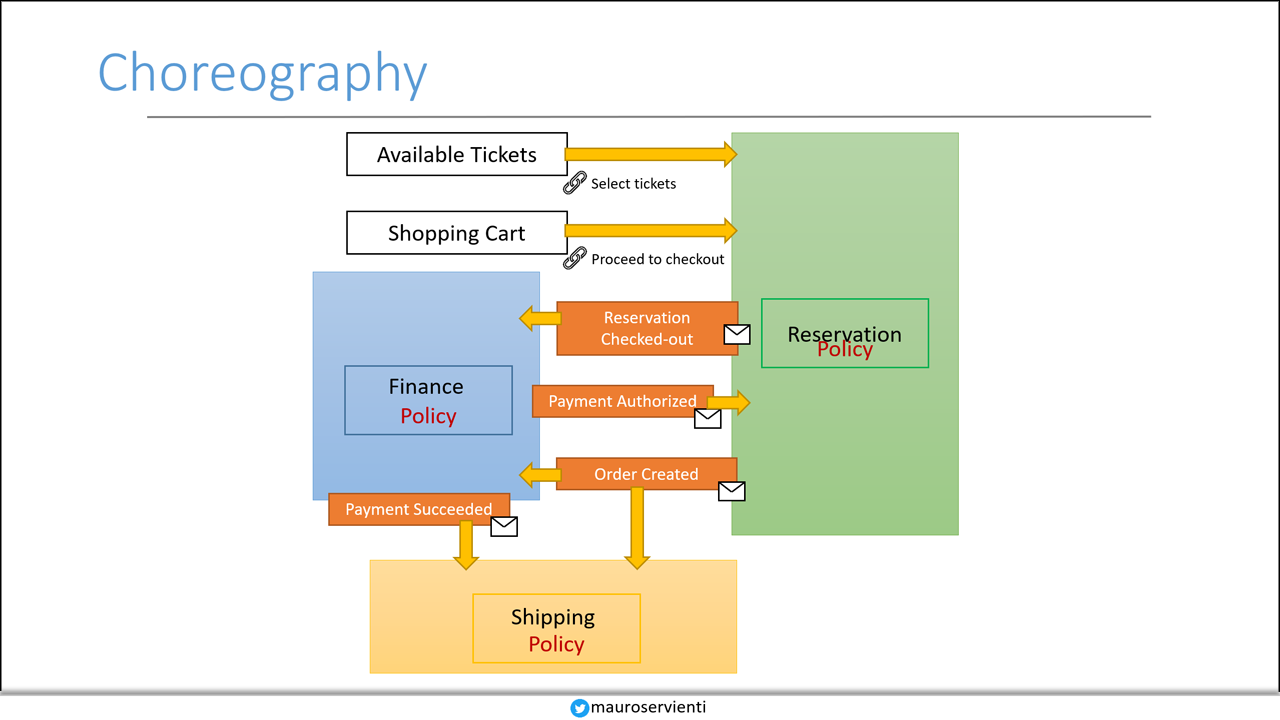 Choreography
Available Tickets
Select tickets
Shopping Cart
Proceed to checkout
Reservation
Checked-out
Reservation
Policy
Finance
Policy
Payment Authorized
Order Created
Payment Succeeded
Shipping
Policy
mauroservienti